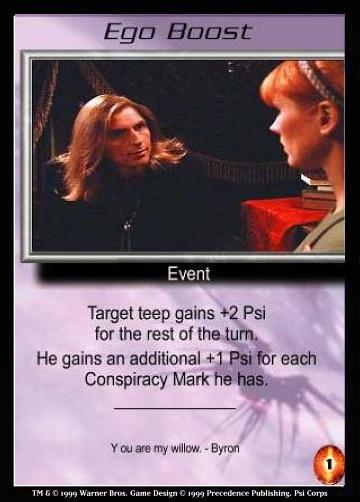 Ego Boost
Event
Target teep gains +2 Psi
for the rest of the turn.
He gains an additional +1 Psi for each
Conspiracy Mark he has.
You are my willow. - Byron
1
TM & © 1999 Warner Bros. Game Design © 1999 Precedence Publishing. Psi Corps